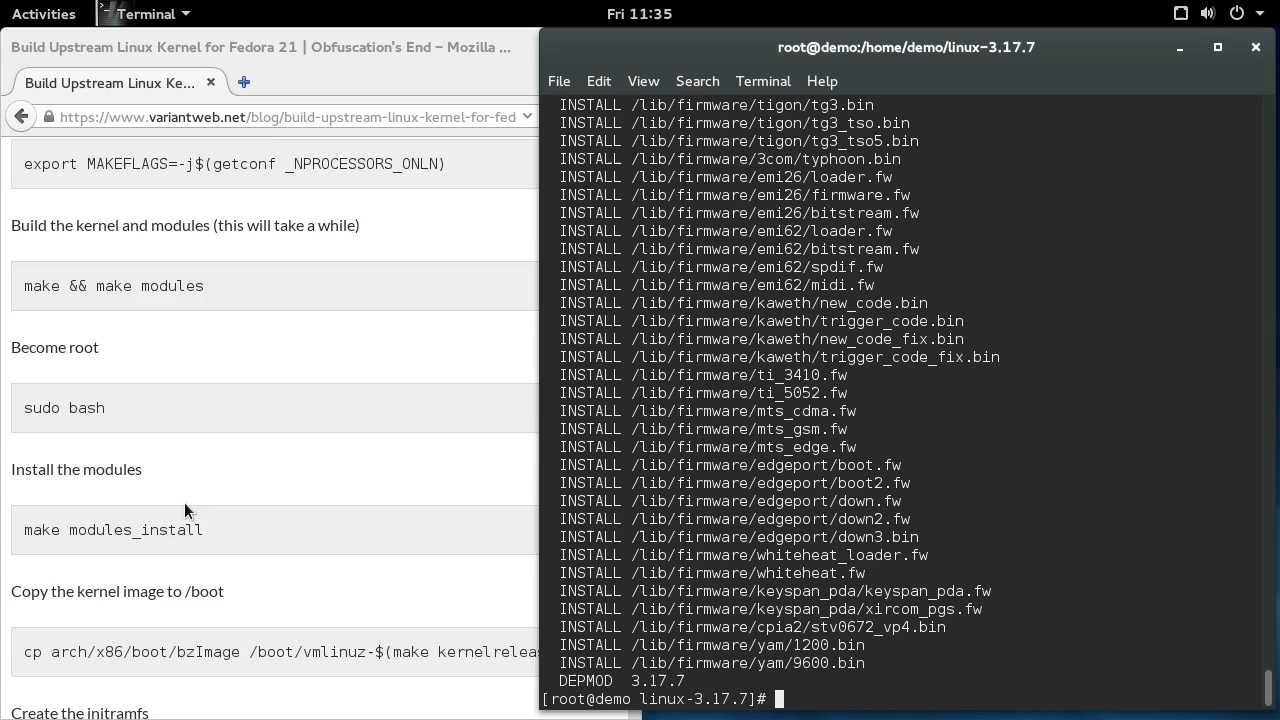 Activities
Terminal
Fri 11:35
Build Upstream Linux Kernel for Fedora 21 | Obfuscation's End – Mozilla ...
Build Upstream Linux Ke...
https://www.variantweb.net/blog/build-upstream-linux-kernel-for-fed
export MAKEFLAGS=-j$(getconf _NPROCESSORS_ONLN)
Build the kernel and modules (this will take a while)
make && make modules
Become root
sudo bash
Install the modules
make modules_install
Copy the kernel image to /boot
cp arch/x86/boot/bzImage /boot/vmlinuz-$(make kernelreleas
Create the initramfs
root@demo:/home/demo/linux-3.17.7
File Edit View Search Terminal Help
INSTALL /lib/firmware/tigon/tg3.bin
INSTALL /lib/firmware/tigon/tg3_tso.bin
INSTALL /lib/firmware/tigon/tg3_tso5.bin
INSTALL /lib/firmware/3com/typhoon.bin
INSTALL /lib/firmware/emi26/loader.fw
INSTALL /lib/firmware/emi26/firmware.fw
INSTALL /lib/firmware/emi26/bitstream.fw
INSTALL /lib/firmware/emi62/loader.fw
INSTALL /lib/firmware/emi62/bitstream.fw
INSTALL /lib/firmware/emi62/spdif.fw
INSTALL /lib/firmware/emi62/midi.fw
INSTALL /lib/firmware/kaweth/new_code.bin
INSTALL /lib/firmware/kaweth/trigger_code.bin
INSTALL /lib/firmware/kaweth/new_code_fix.bin
INSTALL /lib/firmware/kaweth/trigger_code_fix.bin
INSTALL /lib/firmware/ti_3410.fw
INSTALL /lib/firmware/ti_5052.fw
INSTALL /lib/firmware/mts_cdma.fw
INSTALL /lib/firmware/mts_gsm.fw
INSTALL /lib/firmware/mts_edge.fw
INSTALL /lib/firmware/edgeport/boot.fw
INSTALL /lib/firmware/edgeport/boot2.fw
INSTALL /lib/firmware/edgeport/down.fw
INSTALL /lib/firmware/edgeport/down2.fw
INSTALL /lib/firmware/edgeport/down3.bin
INSTALL /lib/firmware/whiteheat_loader.fw
INSTALL /lib/firmware/whiteheat.fw
INSTALL /lib/firmware/keyspan_pda/keyspan_pda.fw
INSTALL /lib/firmware/keyspan_pda/xircom_pgs.fw
INSTALL /lib/firmware/cpia2/stv0672_vp4.bin
INSTALL /lib/firmware/yam/1200.bin
INSTALL /lib/firmware/yam/9600.bin
DEPMOD 3.17.7
[root@demo linux-3.17.7]#